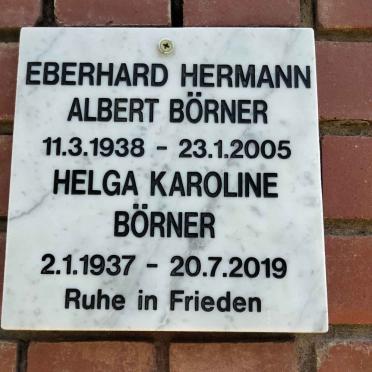 EBERHARD HERMANN
ALBERT BÖRNER
11.3.1938 - 23.1.2005
HELGA KAROLINE
BÖRNER
2.1.1937 - 20.7.2019
Ruhe in Frieden